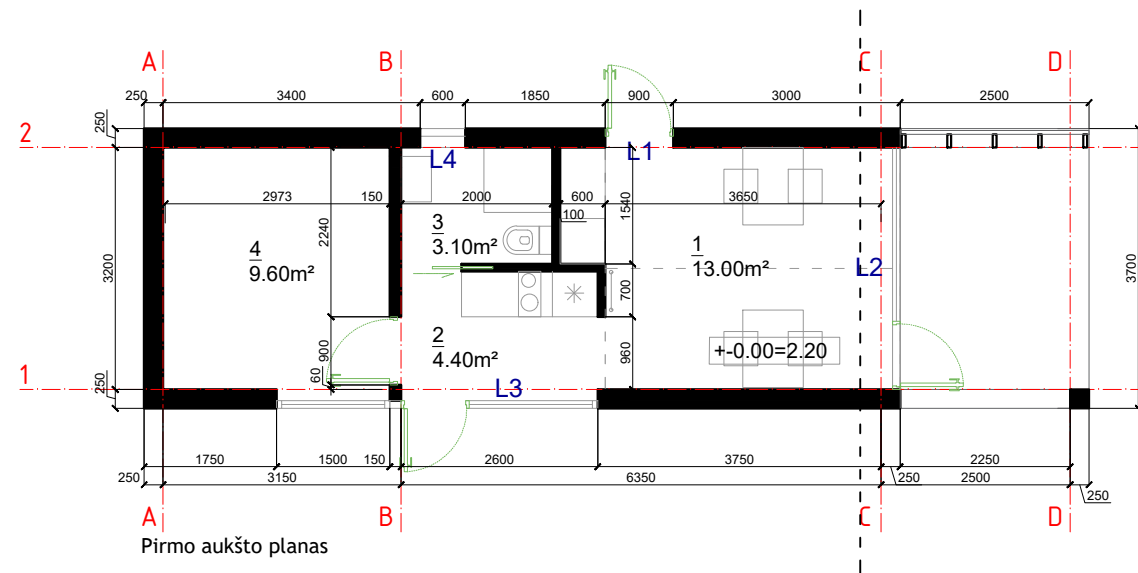 A B C D
250 3400 600 1850 900 3000 2500
2 250
L4 L1
2973 150 2000 600 3650
100 1540
2240
3
3.10m²
4
9.60m²
1
13.00m²
L2
3200 3700
700
2
4.40m²
+-0.00=2.20
900 960
60
1 250
L3
1750 1500 150 2600 3750 2250
250 3150 6350 250 2500 250
A B C D
Pirmo aukšto planas